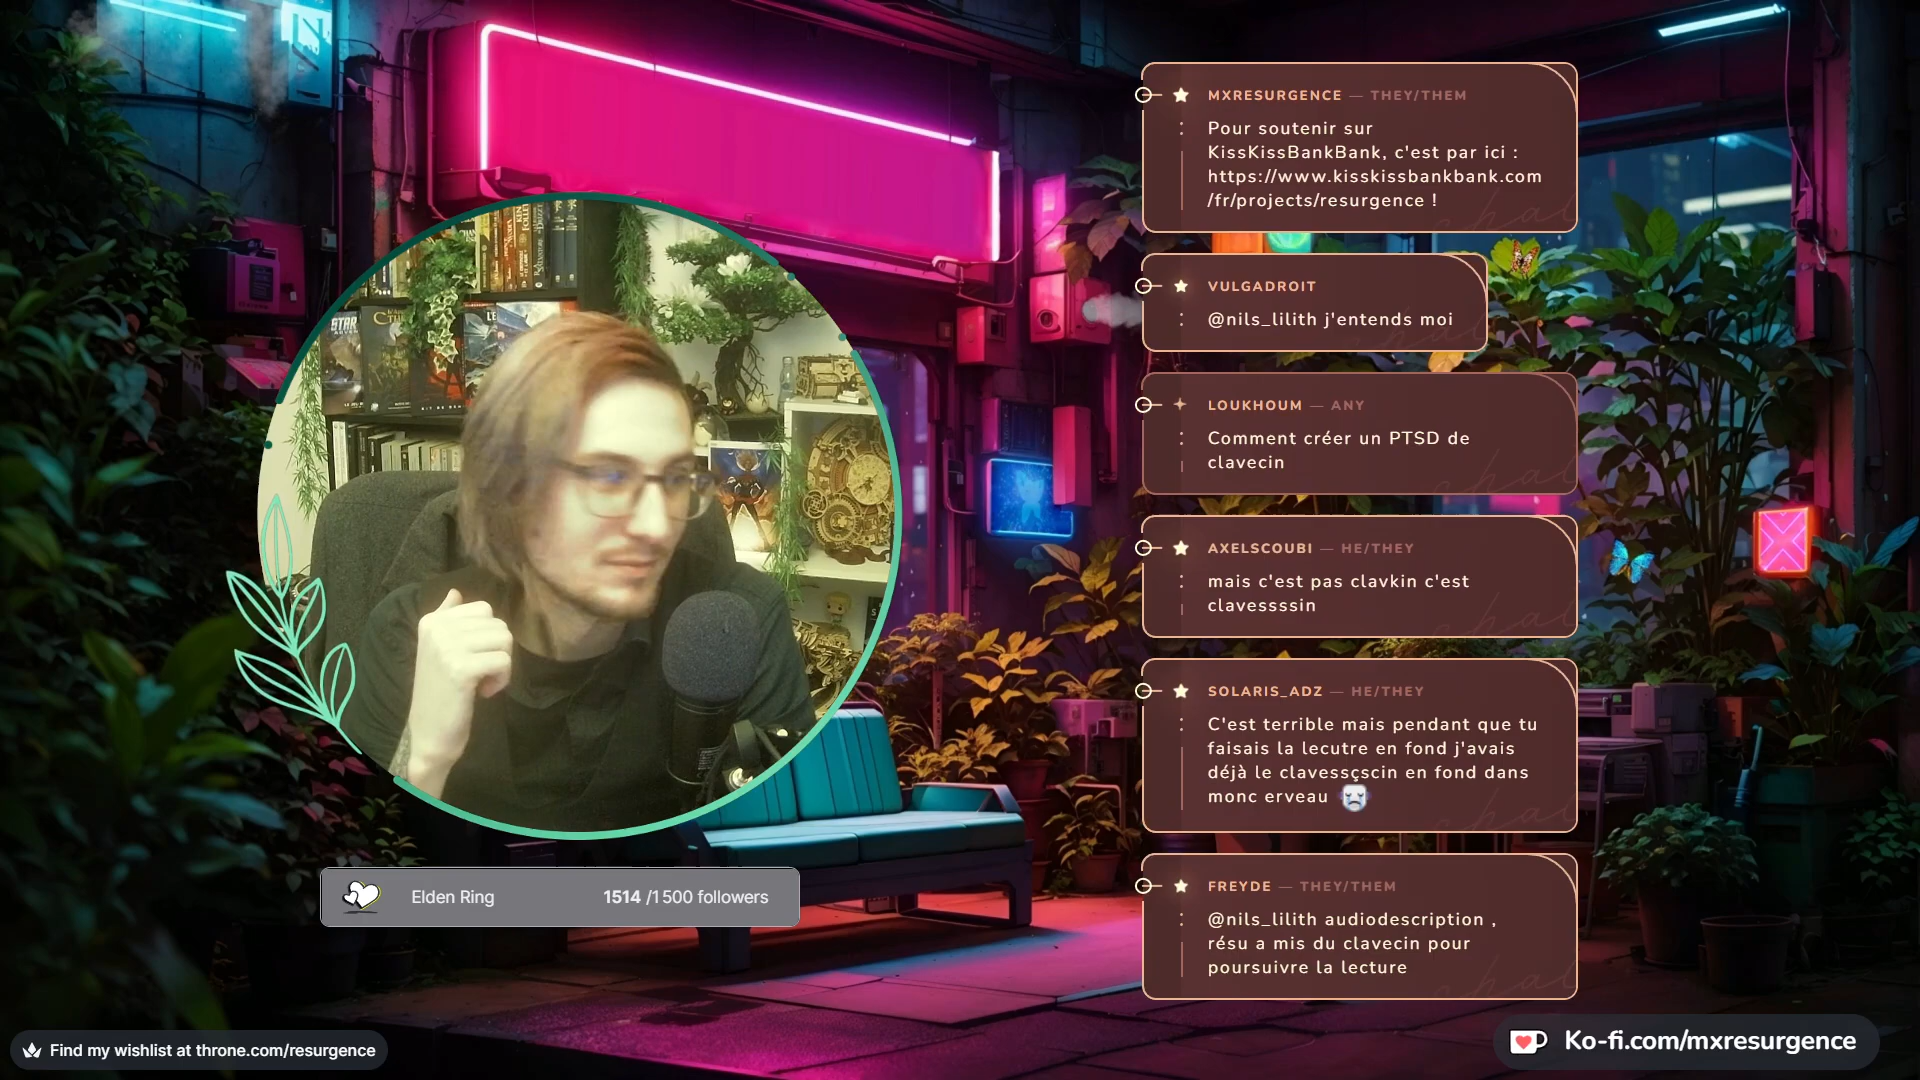 MXRESURGENCE — THEY/THEM
Pour soutenir sur
KissKissBankBank, c'est par ici :
https://www.kisskissbankbank.com
/fr/projects/resurgence !
VULGADROIT
@nils_lilith j'entends moi
LOUKHOUM — ANY
Comment créer un PTSD de
clavecin
AXELSCOUBI — HE/THEY
mais c'est pas clavkin c'est
clavessssin
SOLARIS_ADZ — HE/THEY
C'est terrible mais pendant que tu
faisais la lecutre en fond j'avais
déjà le clavessçscin en fond dans
monc erveau
FREYDE — THEY/THEM
@nils_lilith audiodescription ,
résu a mis du clavecin pour
poursuivre la lecture
Elden Ring
1514 /1 500 followers
Find my wishlist at throne.com/resurgence
Ko-fi.com/mxresurgence